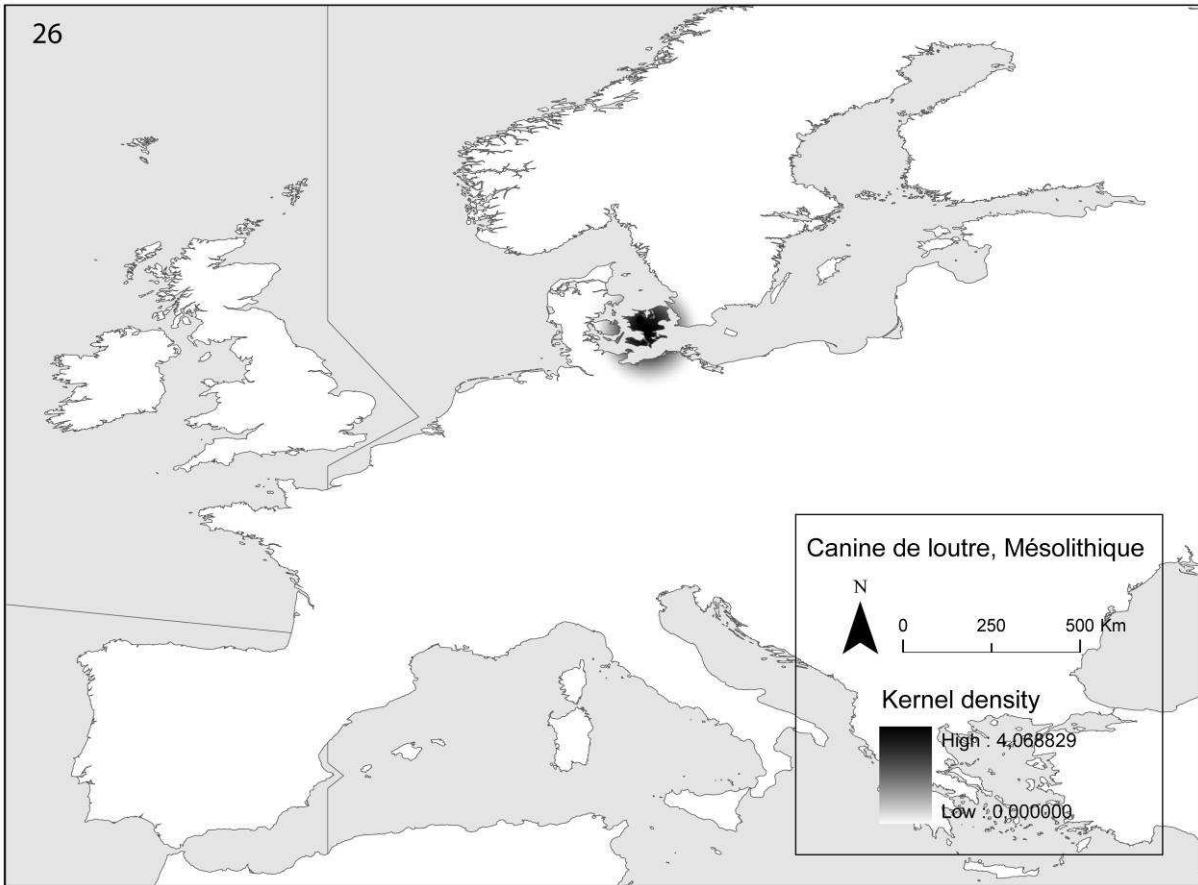 26
Canine de loutre, Mésolithique
N
0 250 500 Km
Kernel density
High : 4,068829
Low : 0,000000